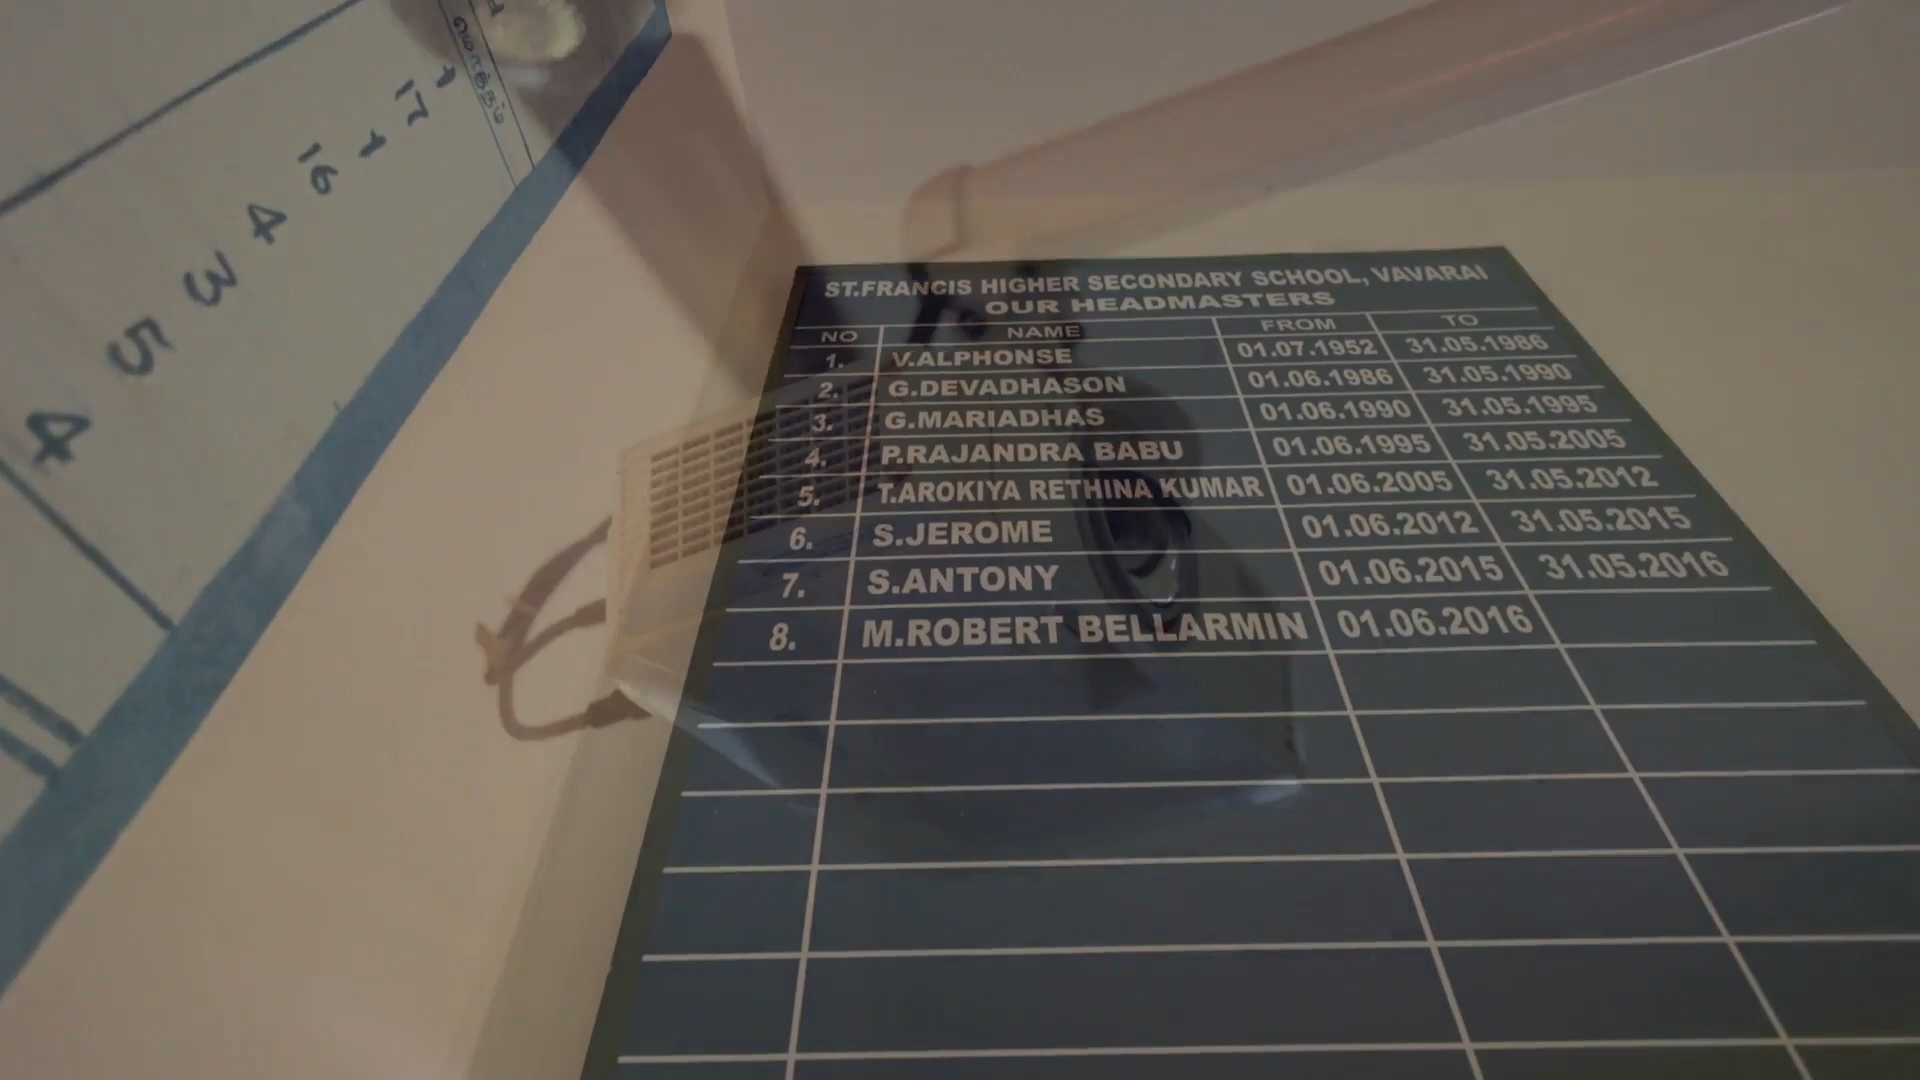 ST.FRANCIS HIGHER SECONDARY SCHOOL, VAVARAI
OUR HEADMASTERS
NO NAME FROM TO
1. V.ALPHONSE 01.07.1952 31.05.1986
2. G.DEVADHASON 01.06.1986 31.05.1990
3. G.MARIADHAS 01.06.1990 31.05.1995
4. P.RAJANDRA BABU 01.06.1995 31.05.2005
5. T.AROKIYA RETHINA KUMAR 01.06.2005 31.05.2012
6. S.JEROME 01.06.2012 31.05.2015
7. S.ANTONY 01.06.2015 31.05.2016
8. M.ROBERT BELLARMIN 01.06.2016
மொத்தம்
17
1
16
4
3
5
4